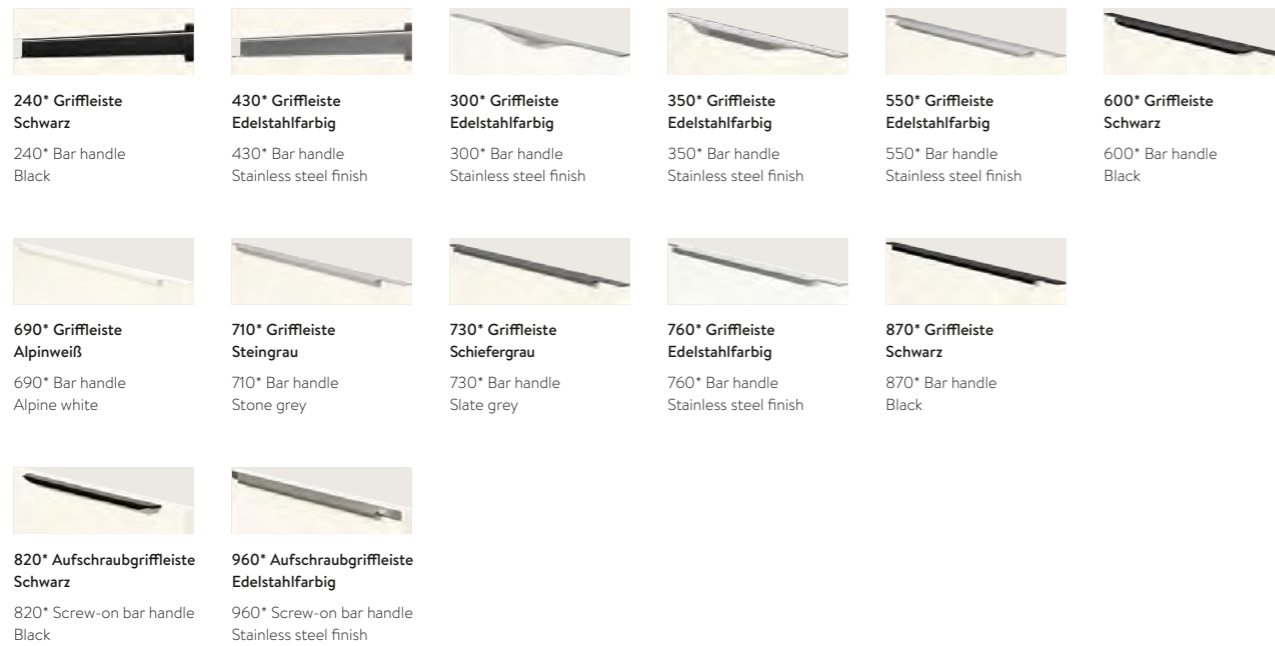 240* Griffleiste
Schwarz
240* Bar handle
Black
430* Griffleiste
Edelstahlfarbig
430* Bar handle
Stainless steel finish
300* Griffleiste
Edelstahlfarbig
300* Bar handle
Stainless steel finish
350* Griffleiste
Edelstahlfarbig
350* Bar handle
Stainless steel finish
550* Griffleiste
Edelstahlfarbig
550* Bar handle
Stainless steel finish
600* Griffleiste
Schwarz
600* Bar handle
Black
690* Griffleiste
Alpinweiß
690* Bar handle
Alpine white
710* Griffleiste
Steingrau
710* Bar handle
Stone grey
730* Griffleiste
Schiefergrau
730* Bar handle
Slate grey
760* Griffleiste
Edelstahlfarbig
760* Bar handle
Stainless steel finish
870* Griffleiste
Schwarz
870* Bar handle
Black
820* Aufschraubgriffleiste
Schwarz
820* Screw-on bar handle
Black
960* Aufschraubgriffleiste
Edelstahlfarbig
960* Screw-on bar handle
Stainless steel finish